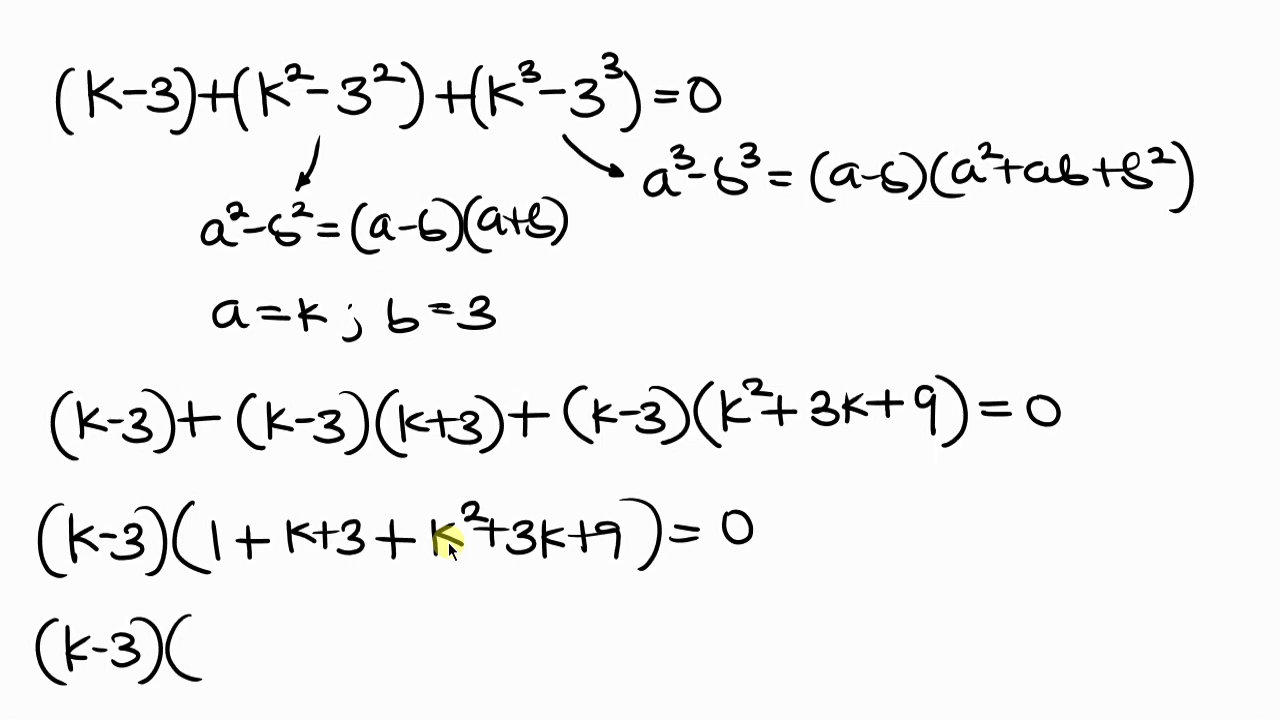 (k-3)+(k²-3²)+(k³-3³)=0
a³-b³=(a-b)(a²+ab+b²)
a²-b²=(a-b)(a+b)
a=k; b=3
(k-3)+(k-3)(k+3)+(k-3)(k²+3k+9)=0
(k-3)(1+k+3+k²+3k+9)=0
(k-3)(